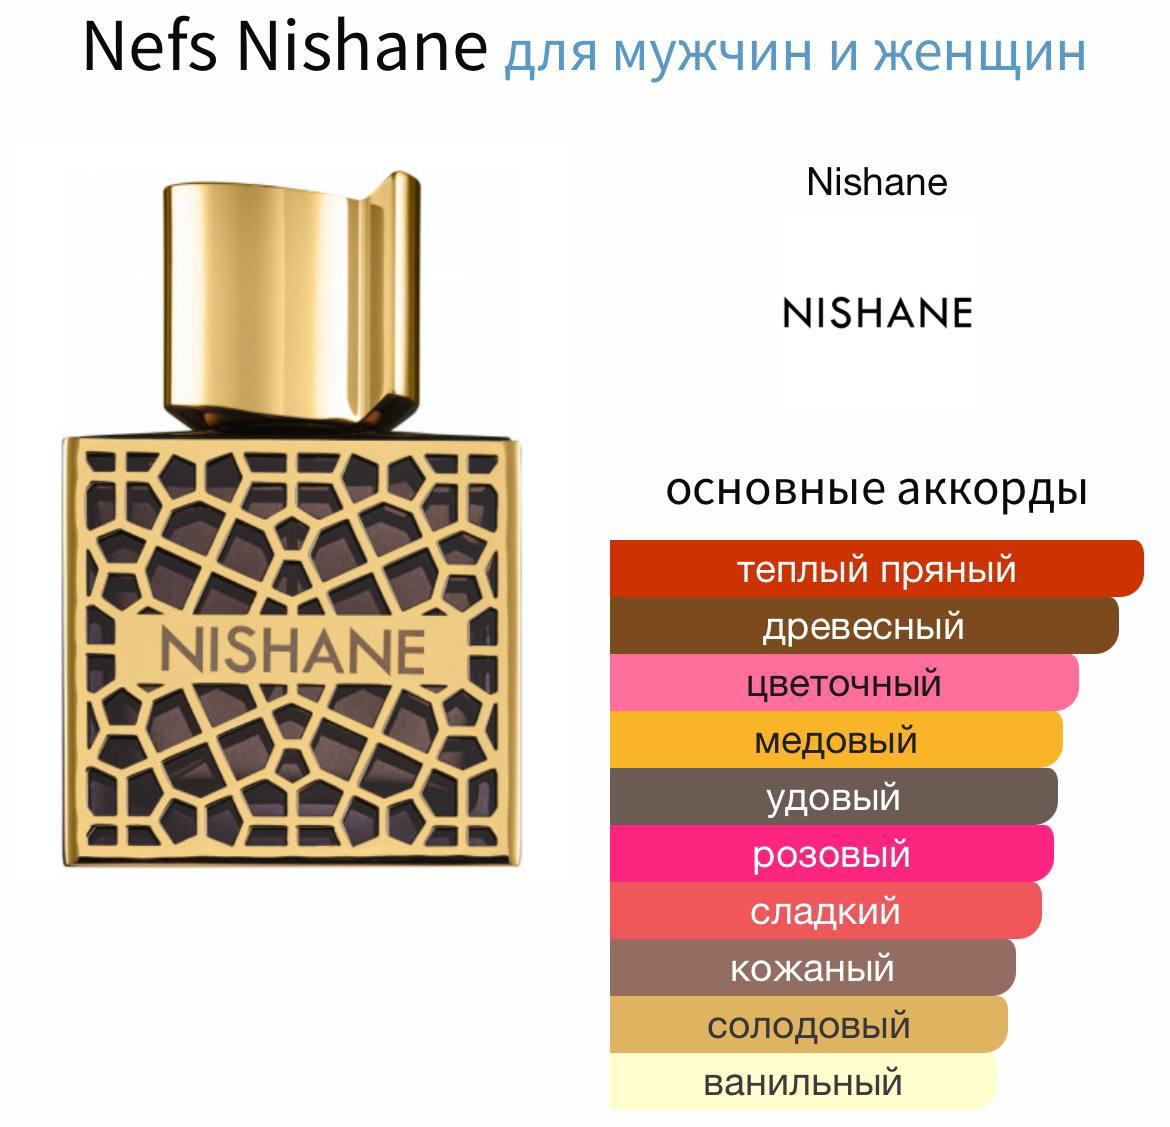 Nefs Nishane для мужчин и женщин
Nishane
NISHANE
основные аккорды
теплый пряный
древесный
NISHANE
цветочный
медовый
удовый
розовый
сладкий
кожаный
солодовый
ванильный